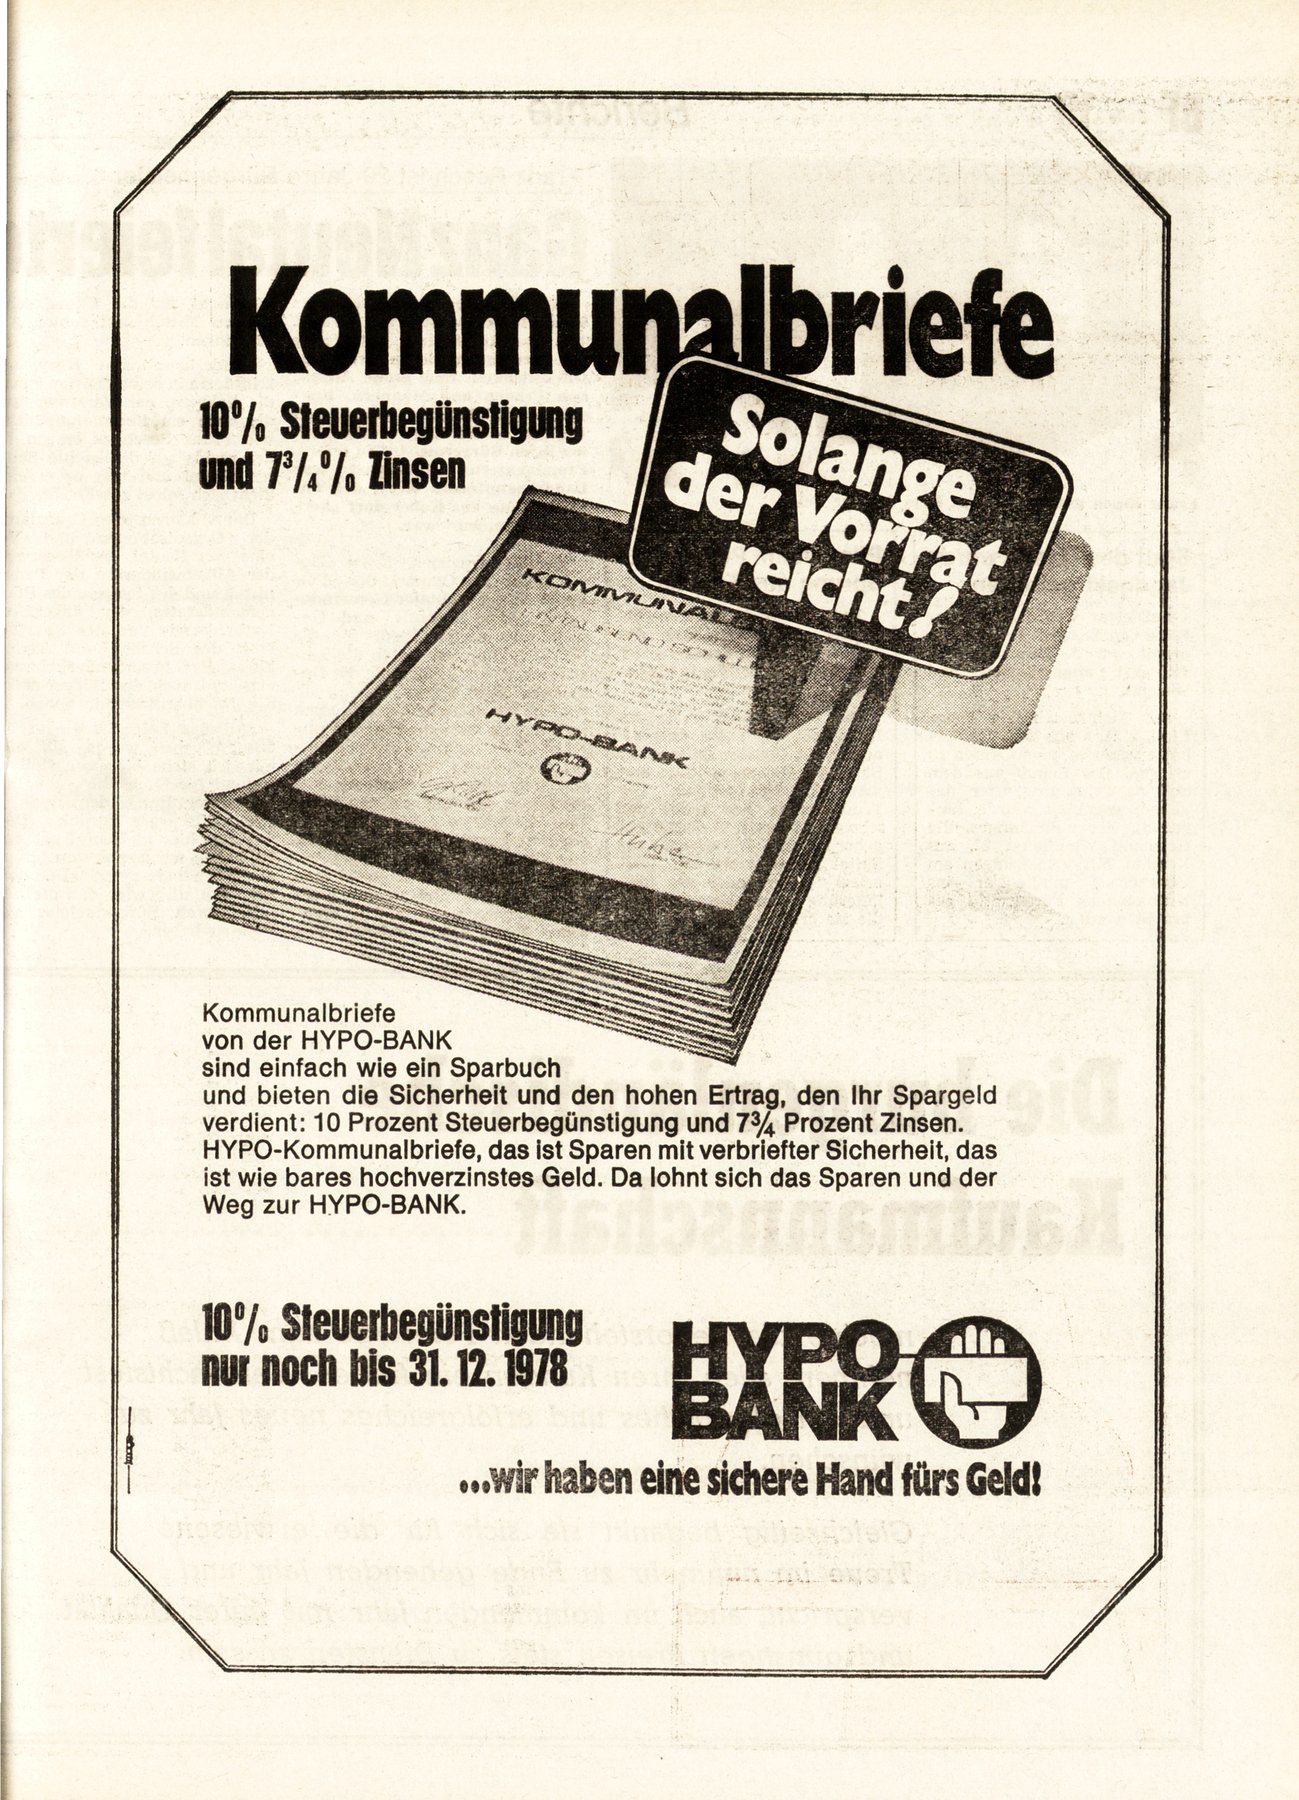 Kommunalbriefe
10% Steuerbegünstigung
und 7¾% Zinsen
Solange
der Vorrat
reicht!
KOMMUNAL
HYPO-BANK
Kommunalbriefe
von der HYPO-BANK
sind einfach wie ein Sparbuch
und bieten die Sicherheit und den hohen Ertrag, den Ihr Spargeld
verdient: 10 Prozent Steuerbegünstigung und 7¾ Prozent Zinsen.
HYPO-Kommunalbriefe, das ist Sparen mit verbriefter Sicherheit, das
ist wie bares hochverzinstes Geld. Da lohnt sich das Sparen und der
Weg zur HYPO-BANK.
10% Steuerbegünstigung
nur noch bis 31. 12. 1978
HYPO
BANK
...wir haben eine sichere Hand fürs Geld!